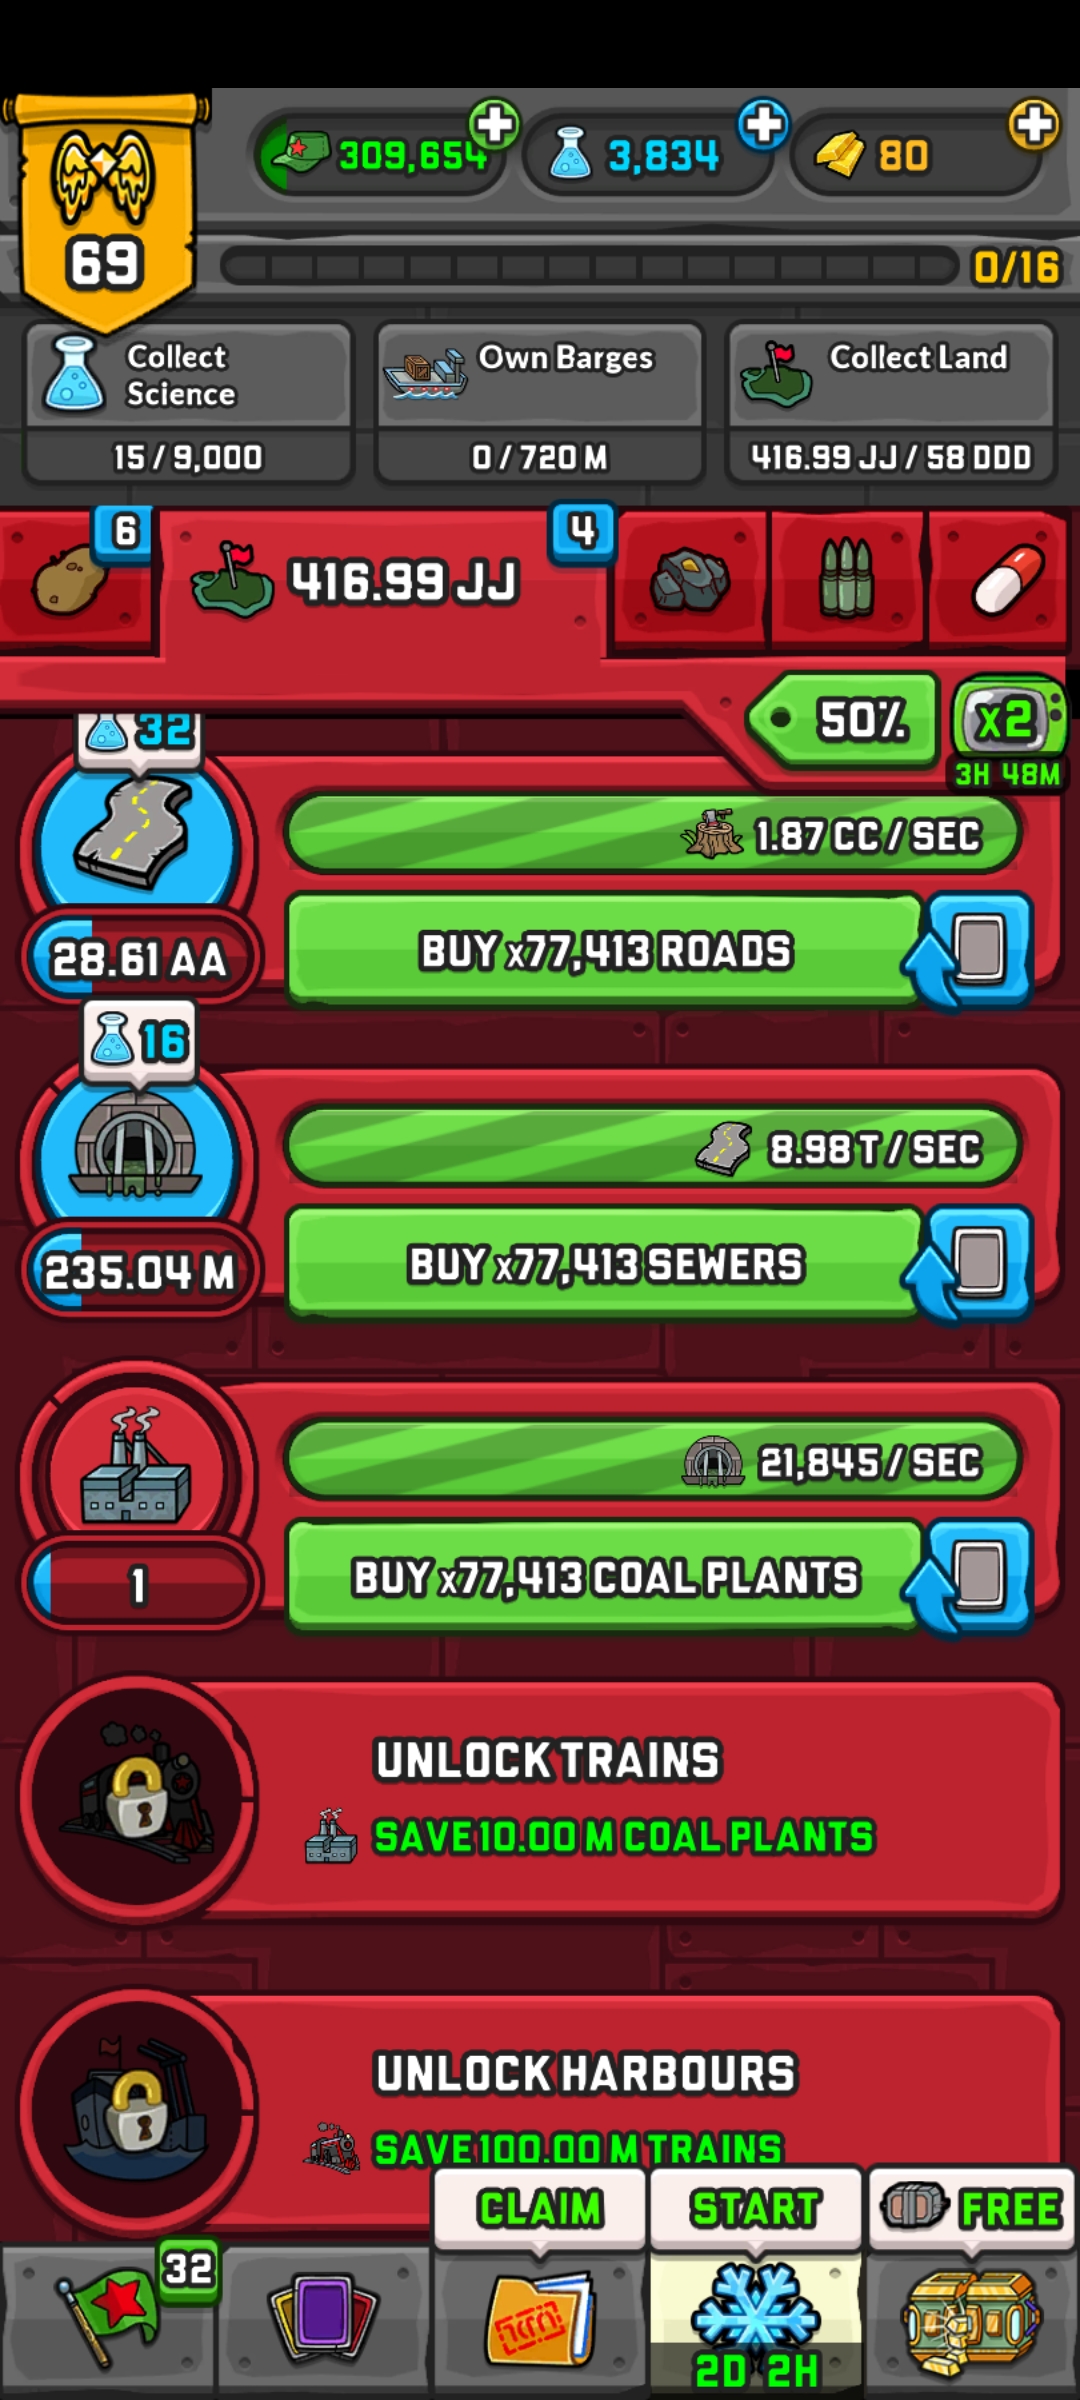 69
309,654
3,834
80
0/16
Collect
Science
15 / 9,000
Own Barges
0 / 720 M
Collect Land
416.99 JJ / 58 DDD
6
416.99 JJ
4
50%
x2
3H 48M
32
1.87 CC / SEC
28.61 AA
BUY x77,413 ROADS
16
8.98 T / SEC
235.04 M
BUY x77,413 SEWERS
21,845 / SEC
1
BUY x77,413 COAL PLANTS
UNLOCK TRAINS
SAVE 10.00 M COAL PLANTS
UNLOCK HARBOURS
SAVE 100.00 M TRAINS
CLAIM
START
FREE
32
2D 2H